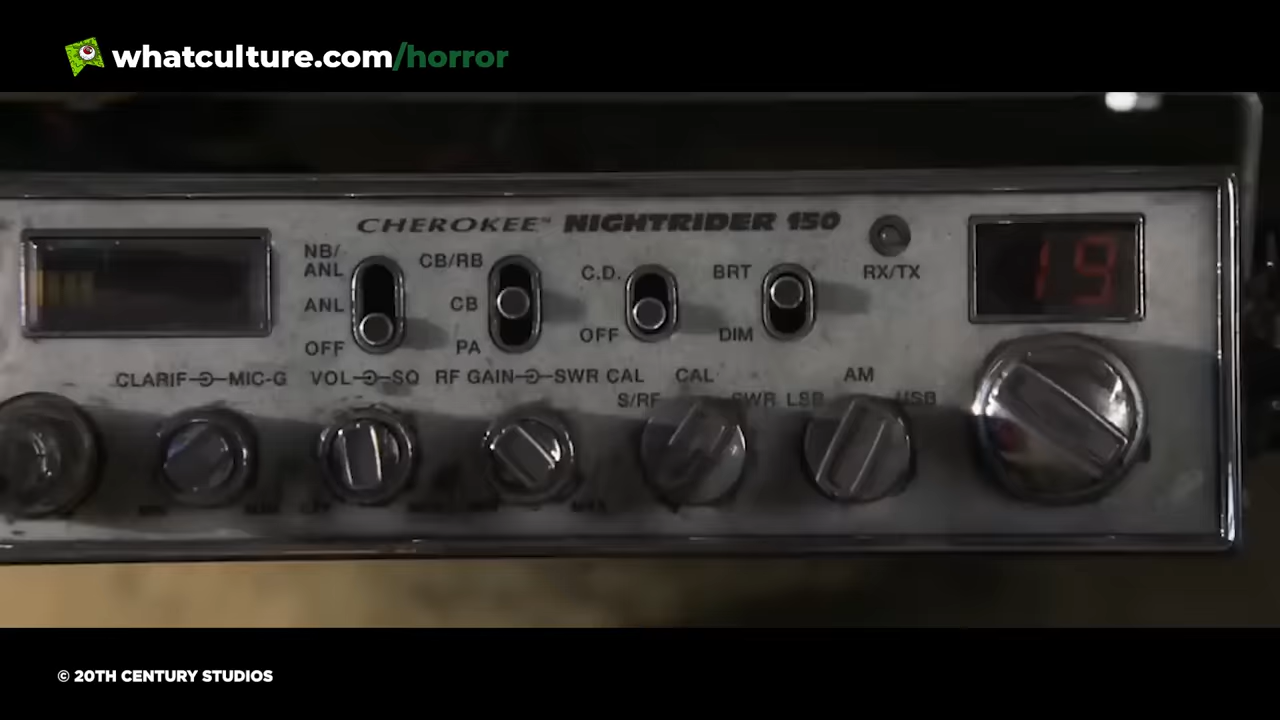 whatculture.com/horror
CHEROKEE™ NIGHTRIDER 150
NB/
ANL
ANL
OFF
CB/RB
CB
PA
C.D.
OFF
BRT
DIM
RX/TX
19
CLARIF MIC-G
VOL SQ
RF GAIN SWR CAL
S/RF CAL SWR
LSB AM USB
© 20TH CENTURY STUDIOS